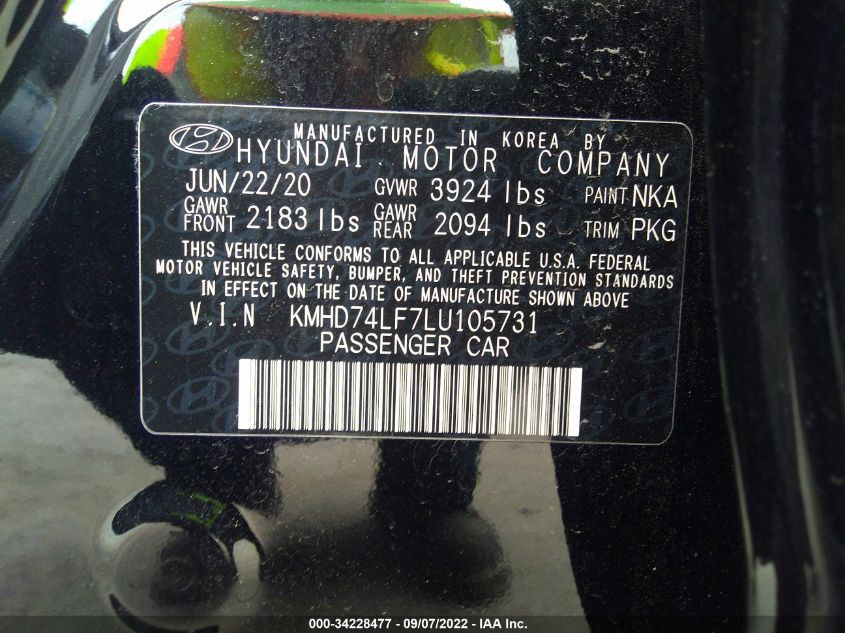 MANUFACTURED IN KOREA BY
HYUNDAI MOTOR COMPANY
JUN/22/20 GVWR 3924 lbs PAINT NKA
GAWR FRONT 2183 lbs GAWR REAR 2094 lbs TRIM PKG
THIS VEHICLE CONFORMS TO ALL APPLICABLE U.S.A. FEDERAL
MOTOR VEHICLE SAFETY, BUMPER, AND THEFT PREVENTION STANDARDS
IN EFFECT ON THE DATE OF MANUFACTURE SHOWN ABOVE
V.I.N KMHD74LF7LU105731
PASSENGER CAR
000-34228477 - 09/07/2022 - IAA Inc.